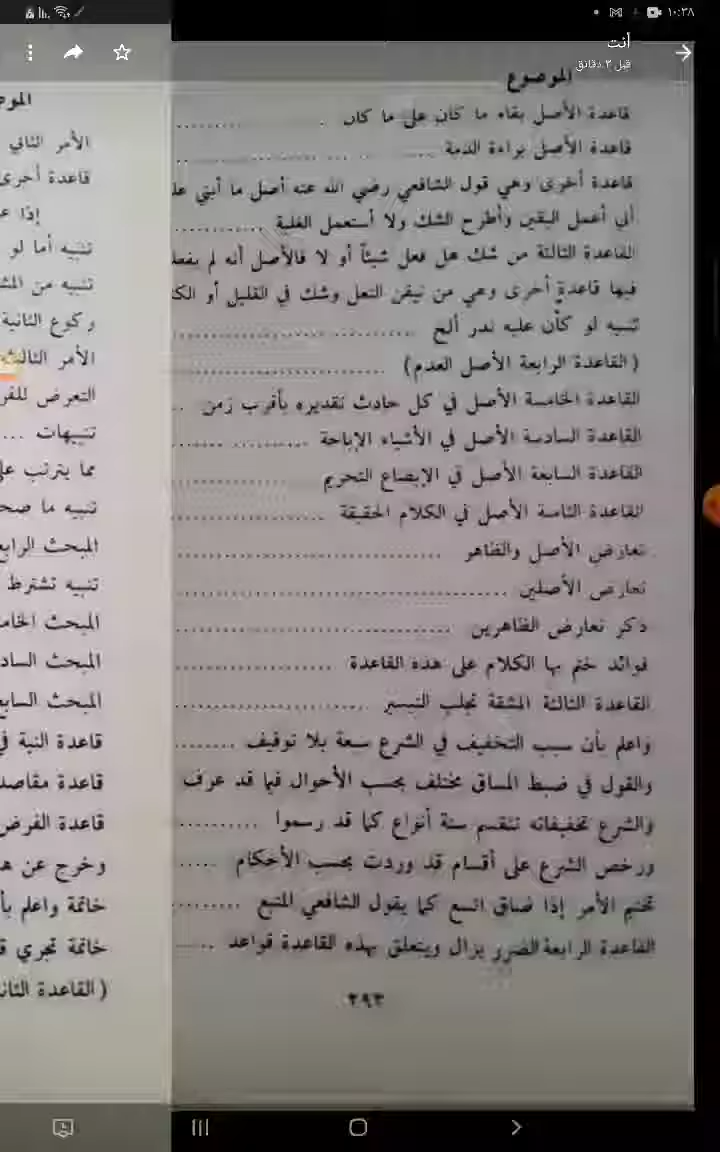 ١٠:٣٨
أنت
قبل ٣ دقائق
الموضوع
قاعدة الأصل بقاء ما كان على ما كان
قاعدة الأصل براءة الذمة
قاعدة أخرى وهي قول الشافعي رضي الله عنه أصل ما أبني
أني أعمل اليقين وأطرح الشك ولا أستعمل الغلبة
القاعدة الثالثة من شك هل فعل شيئاً أو لا فالأصل أنه لم
فيها قاعدة أخرى وهي من تيقن الفعل وشك في القليل أو
تنبيه لو كان عليه نذر ألخ
( القاعدة الرابعة الأصل العدم )
القاعدة الخامسة الأصل في كل حادث تقديره بأقرب زمن
القاعدة السادسة الأصل في الأشياء الإباحة
القاعدة السابعة الأصل في الإبضاع التحريم
القاعدة الثامنة الأصل في الكلام الحقيقة
تعارض الأصل والظاهر
تعارض الأصلين
ذكر تعارض الظاهرين
فوائد ختم بها الكلام على هذه القاعدة
القاعدة الثالثة المشقة تجلب التيسير
واعلم بأن سبب التخفيف في الشرع سبعة بلا توقيف
والقول في ضبط المشاق مختلف بحسب الأحوال فيما قد عرف
والشرع تخفيفاته تنقسم ستة أنواع كما قد رسموا
ورخص الشرع على أقسام قد وردت بحسب الأحكام
تختيم الأمر إذا ضاق اتسع كما يقول الشافعي المتبع
القاعدة الرابعة الضرر يزال ويتعلق بهذه القاعدة قواعد
٢٩٣
الأمر الثاني
قاعدة أخرى
إذا
تنبيه أما لو
تنبيه من
ركوع الثانية
الأمر الثالث
التعرض
تنبيهات
مما يترتب
تنبيه ما
المبحث
تنبيه تشترط
المبحث
المبحث
المبحث
قاعدة النية
قاعدة
قاعدة الفرض
وخرج عن
خاتمة واعلم
خاتمة تجري
( القاعدة